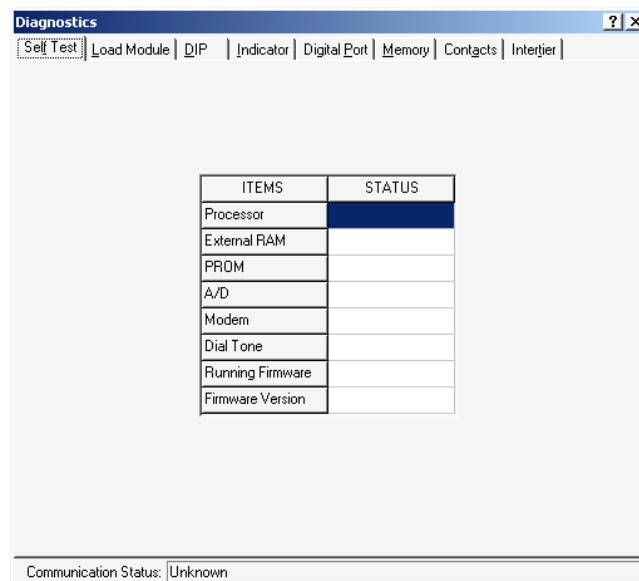 Diagnostics
Self Test Load Module DIP Indicator Digital Port Memory Contacts Intertier
ITEMS STATUS
Processor
External RAM
PROM
A/D
Modem
Dial Tone
Running Firmware
Firmware Version
Communication Status: Unknown